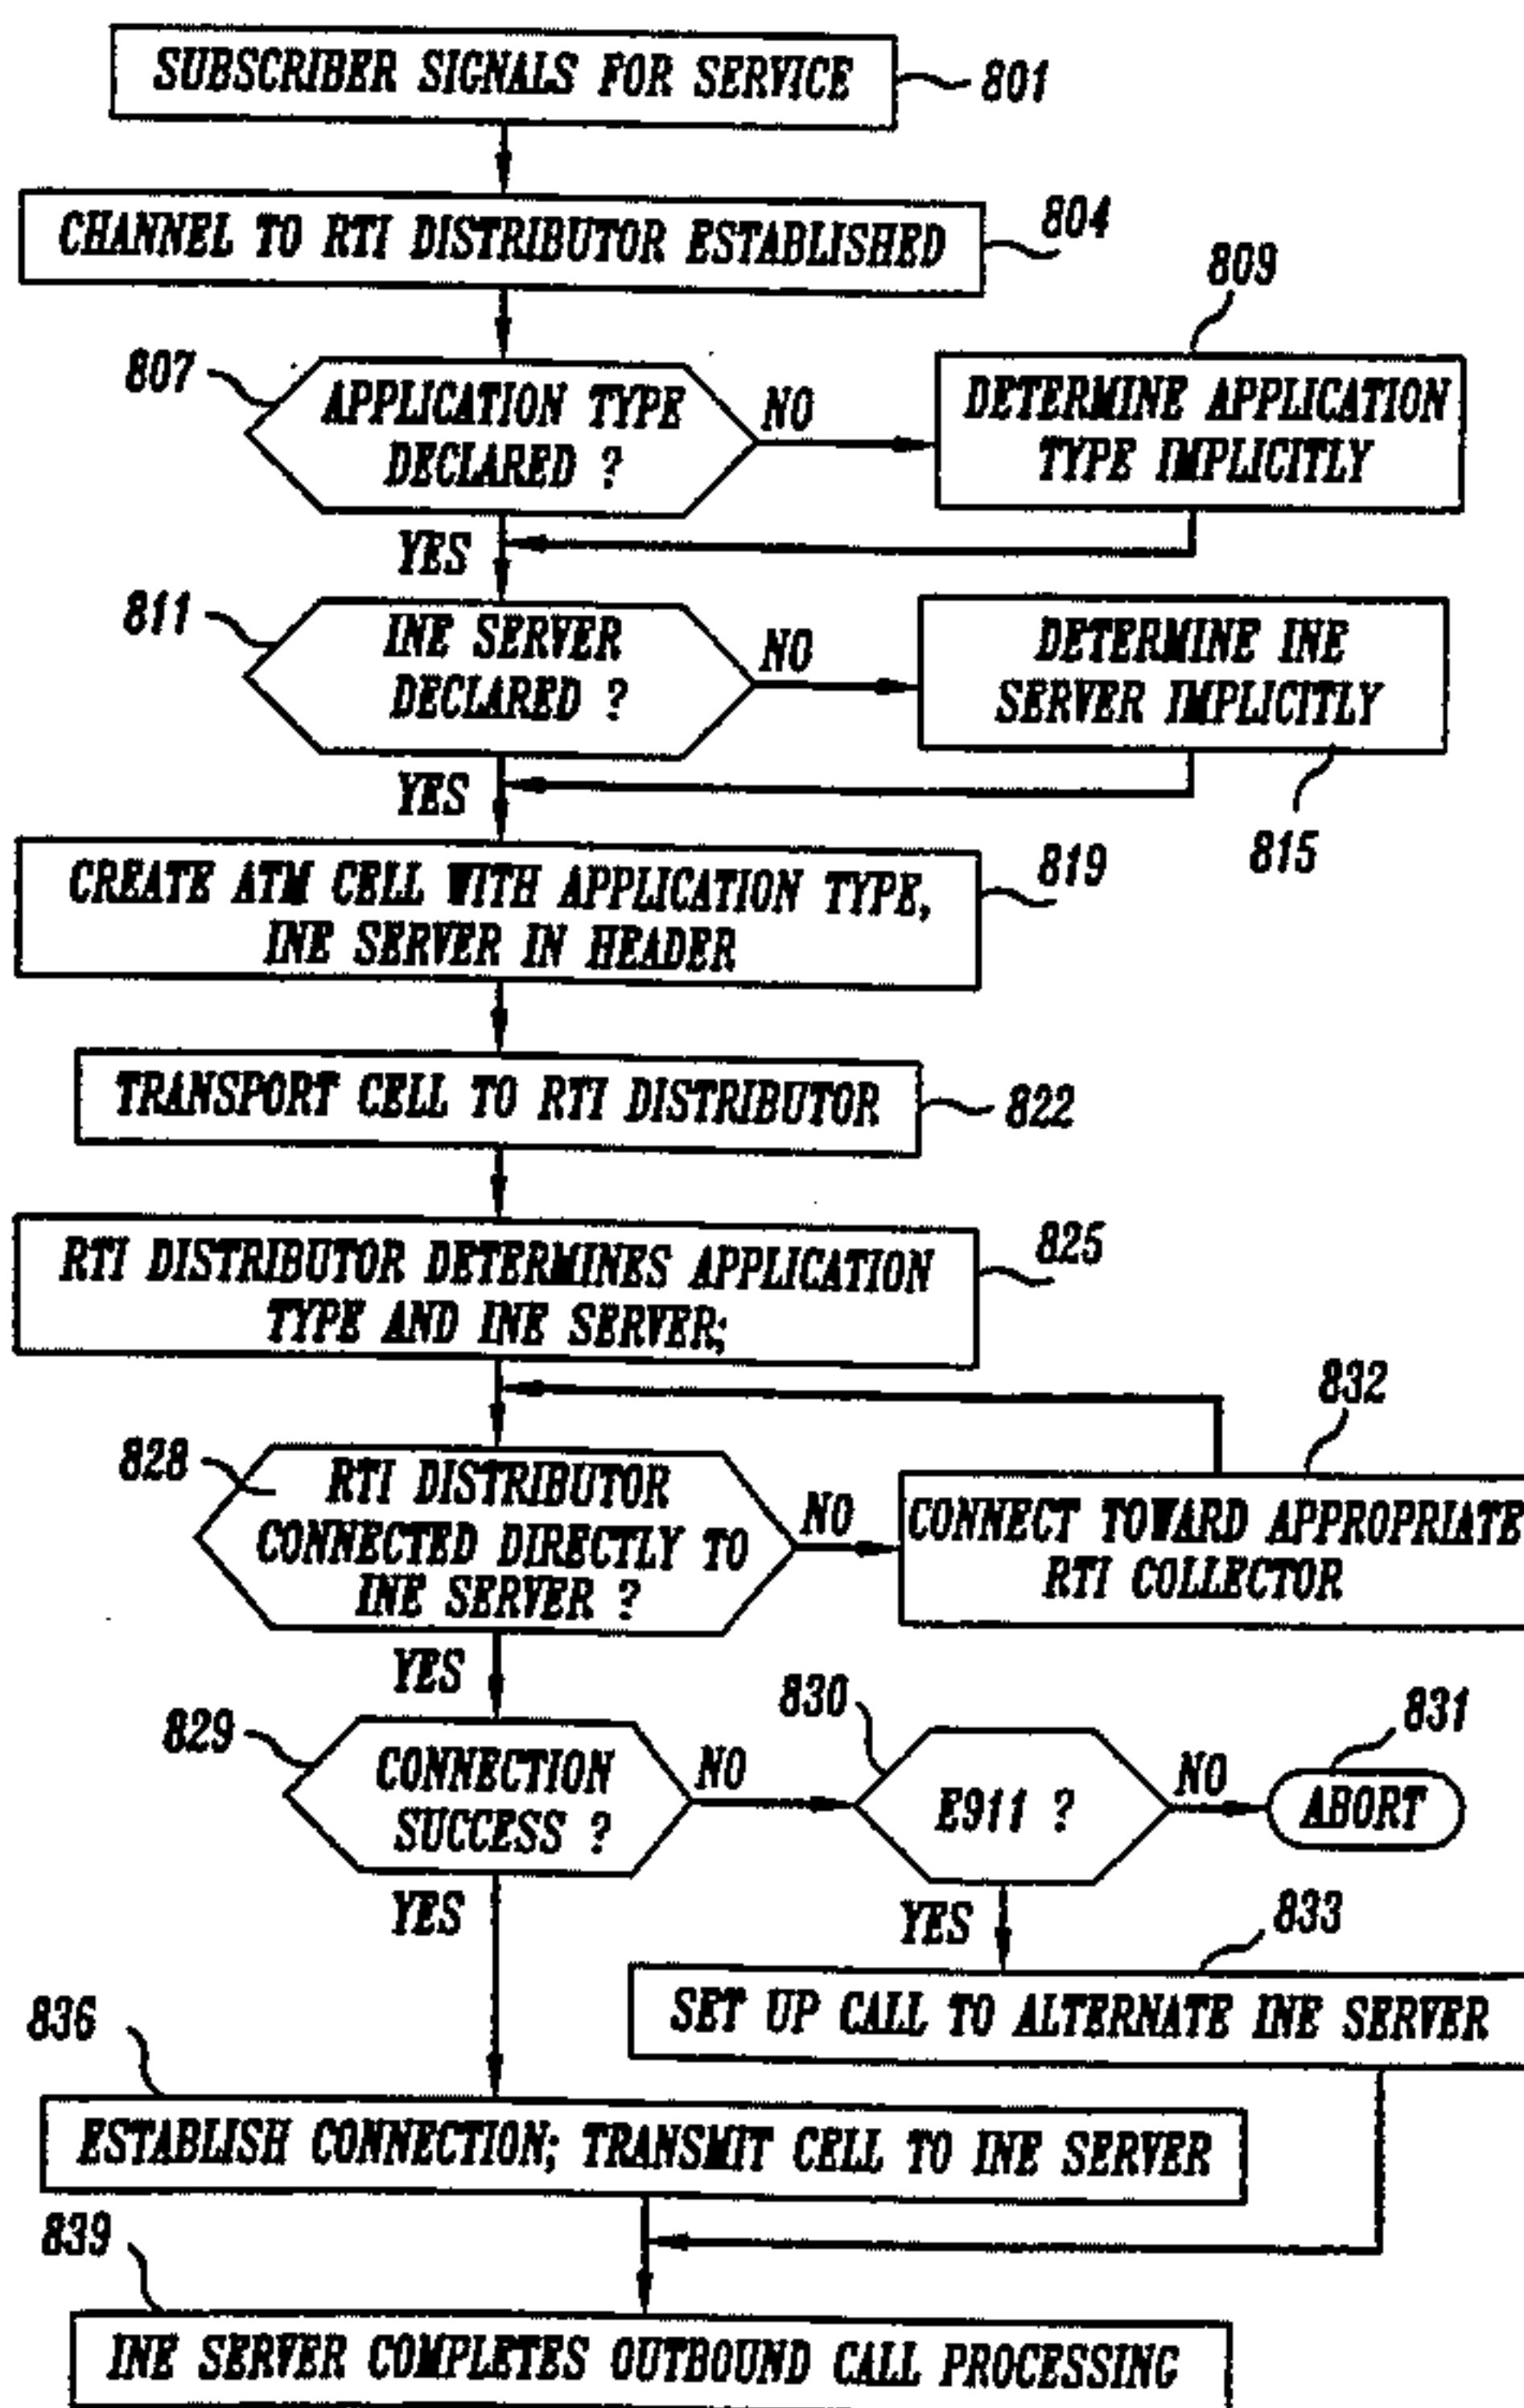 SUBSCRIBER SIGNALS FOR SERVICE
801
CHANNEL TO RTI DISTRIBUTOR ESTABLISHED
804
809
807
APPLICATION TYPE
DECLARED ?
NO
DETERMINE APPLICATION
TYPE IMPLICITLY
YES
811
INE SERVER
DECLARED ?
NO
DETERMINE INE
SERVER IMPLICITLY
YES
815
CREATE ATM CELL WITH APPLICATION TYPE,
INE SERVER IN HEADER
819
TRANSPORT CELL TO RTI DISTRIBUTOR
822
RTI DISTRIBUTOR DETERMINES APPLICATION
TYPE AND INE SERVER;
825
832
828
RTI DISTRIBUTOR
CONNECTED DIRECTLY TO
INE SERVER ?
NO
CONNECT TOWARD APPROPRIATE
RTI COLLECTOR
YES
829
CONNECTION
SUCCESS ?
NO
830
E911 ?
NO
831
ABORT
YES
YES
833
SET UP CALL TO ALTERNATE INE SERVER
836
ESTABLISH CONNECTION; TRANSMIT CELL TO INE SERVER
839
INE SERVER COMPLETES OUTBOUND CALL PROCESSING